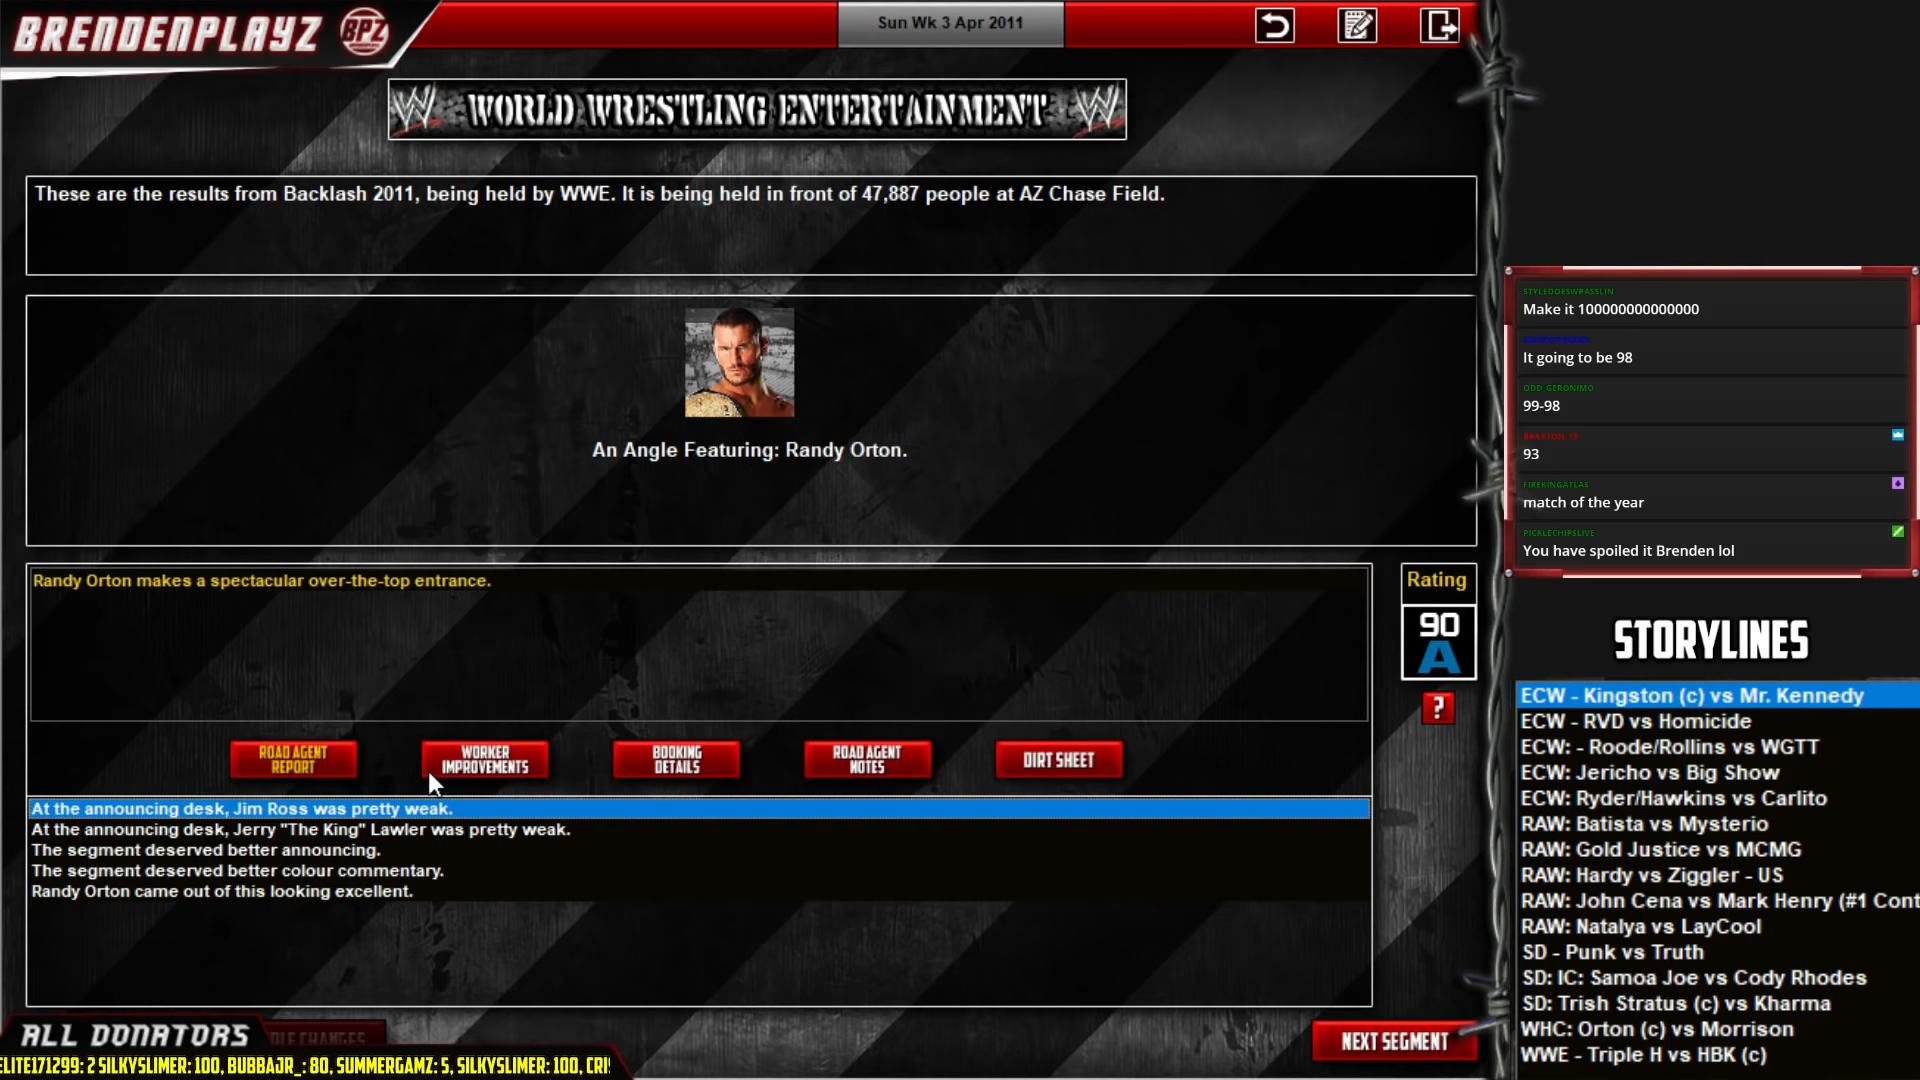 BRENDENPLAYZ
BPZ
Sun Wk 3 Apr 2011
WORLD WRESTLING ENTERTAINMENT
These are the results from Backlash 2011, being held by WWE. It is being held in front of 47,887 people at AZ Chase Field.
An Angle Featuring: Randy Orton.
Randy Orton makes a spectacular over-the-top entrance.
Rating
90
A
?
ROAD AGENT REPORT
WORKER IMPROVEMENTS
BOOKING DETAILS
ROAD AGENT NOTES
DIRT SHEET
At the announcing desk, Jim Ross was pretty weak.
At the announcing desk, Jerry "The King" Lawler was pretty weak.
The segment deserved better announcing.
The segment deserved better colour commentary.
Randy Orton came out of this looking excellent.
NEXT SEGMENT
ALL DONATORS
CHANGES
ELITE171299: 2 SILKYSLIMER: 100, BUBBAJR_: 80, SUMMERGAMZ: 5, SILKYSLIMER: 100, CRI
STYLEDOESWRASSLIN
Make it 100000000000000
It going to be 98
ODD_GERONIMO
99-98
BRAXTON_15
93
FIREKINGATLAS
match of the year
PICKLECHIPSLIVE
You have spoiled it Brenden lol
STORYLINES
ECW - Kingston (c) vs Mr. Kennedy
ECW - RVD vs Homicide
ECW: - Roode/Rollins vs WGTT
ECW: Jericho vs Big Show
ECW: Ryder/Hawkins vs Carlito
RAW: Batista vs Mysterio
RAW: Gold Justice vs MCMG
RAW: Hardy vs Ziggler - US
RAW: John Cena vs Mark Henry (#1 Cont
RAW: Natalya vs LayCool
SD - Punk vs Truth
SD: IC: Samoa Joe vs Cody Rhodes
SD: Trish Stratus (c) vs Kharma
WHC: Orton (c) vs Morrison
WWE - Triple H vs HBK (c)